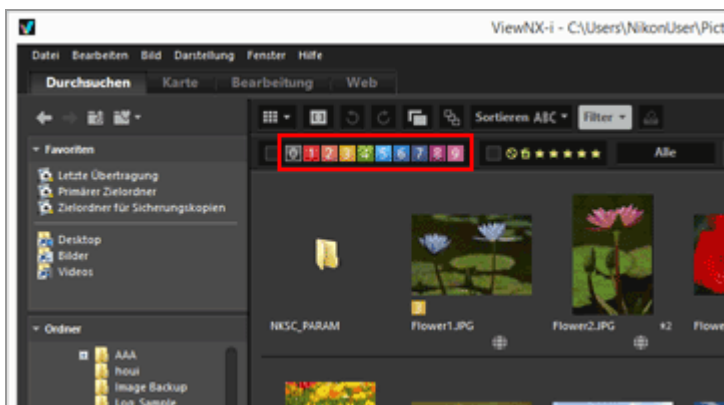 ViewNX-i - C:\Users\NikonUser\Pict
Datei Bearbeiten Bild Darstellung Fenster Hilfe
Durchsuchen Karte Bearbeitung Web
Sortieren ABC Filter
Favoriten
0 1 2 3 4 5 6 7 8 9
Alle
Letzte Übertragung
Primärer Zielordner
Zielordner für Sicherungskopien
Desktop
Bilder
Videos
3
NKSC_PARAM Flower1.JPG Flower2.JPG *2 Flowe
Ordner
AAA
houi
Image Backup
Log_Sample